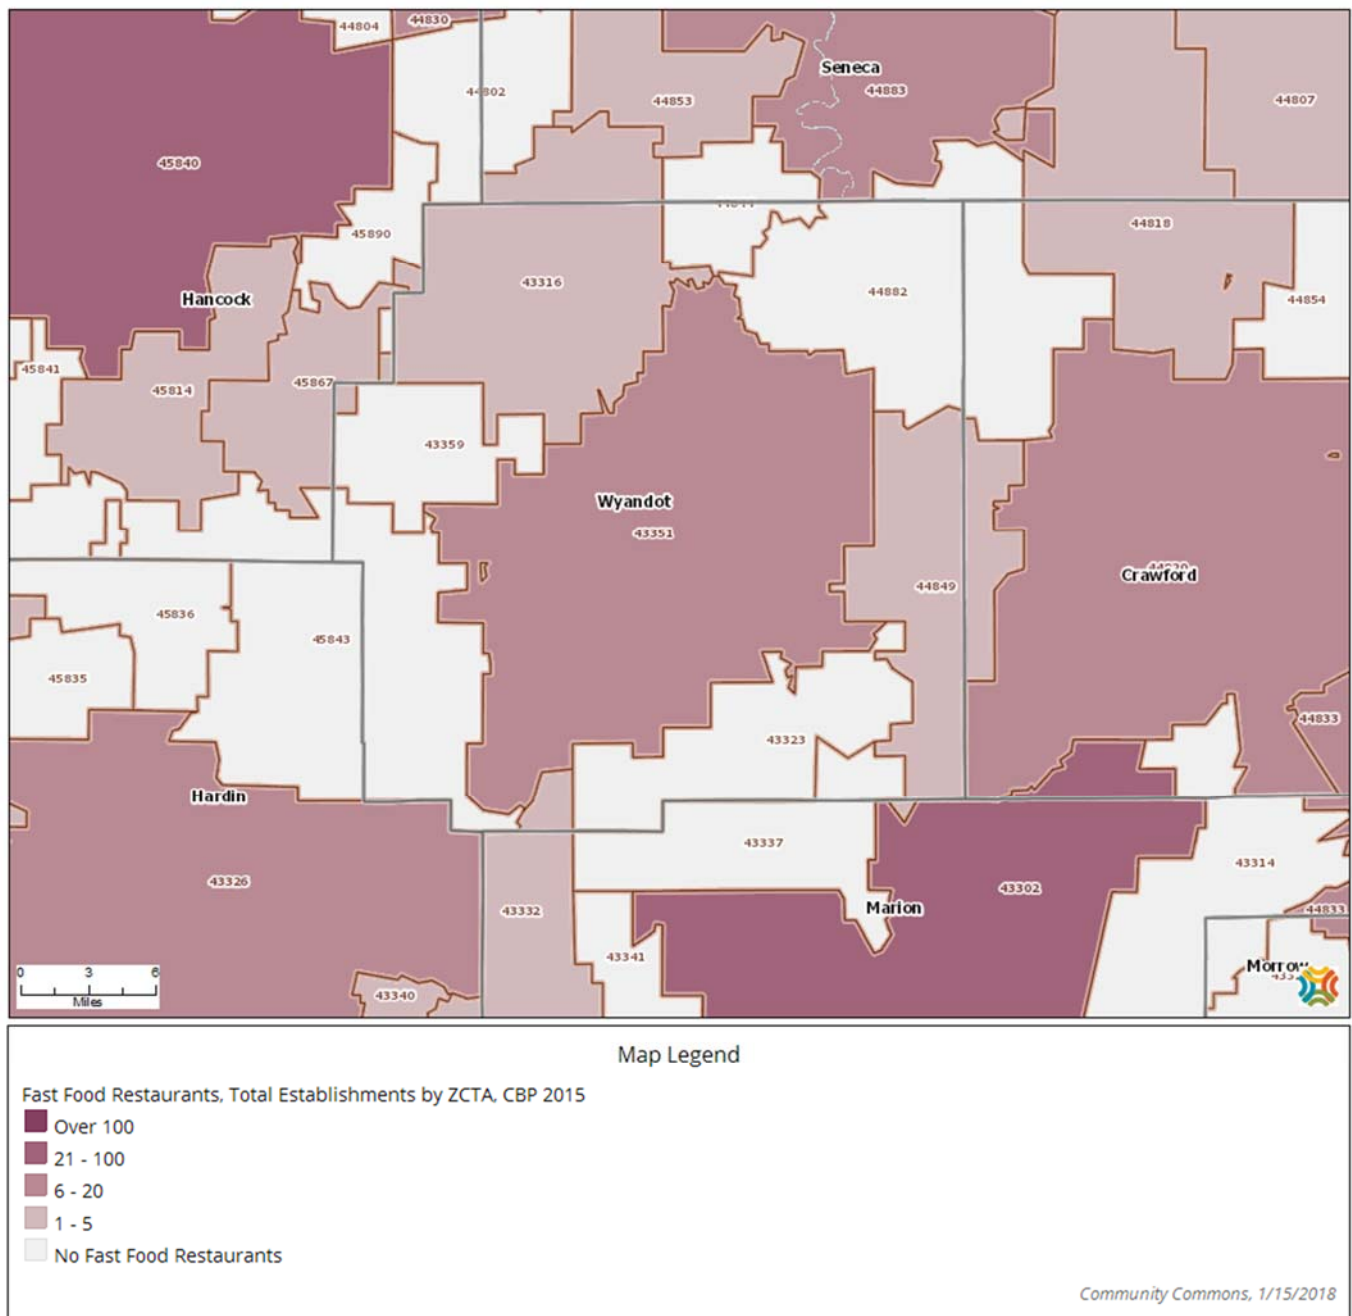 44804
44830
44802
44853
Seneca
44883
44807
45840
45890
44818
43316
44882
44854
Hancock
45841
45814
45867
43359
Wyandot
43351
Crawford
44849
45836
45843
45835
44833
43323
Hardin
43337
43314
43326
43302
43332
Marion
44833
43341
Morrow
43340
0 3 6
Miles
Map Legend
Fast Food Restaurants, Total Establishments by ZCTA, CBP 2015
Over 100
21 - 100
6 - 20
1 - 5
No Fast Food Restaurants
Community Commons, 1/15/2018